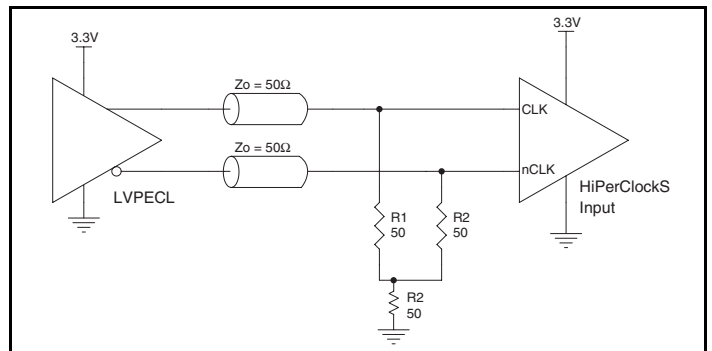 3.3V
3.3V
Zo = 50Ω
CLK
Zo = 50Ω
nCLK
LVPECL
HiPerClockS
Input
R1
50
R2
50
R2
50